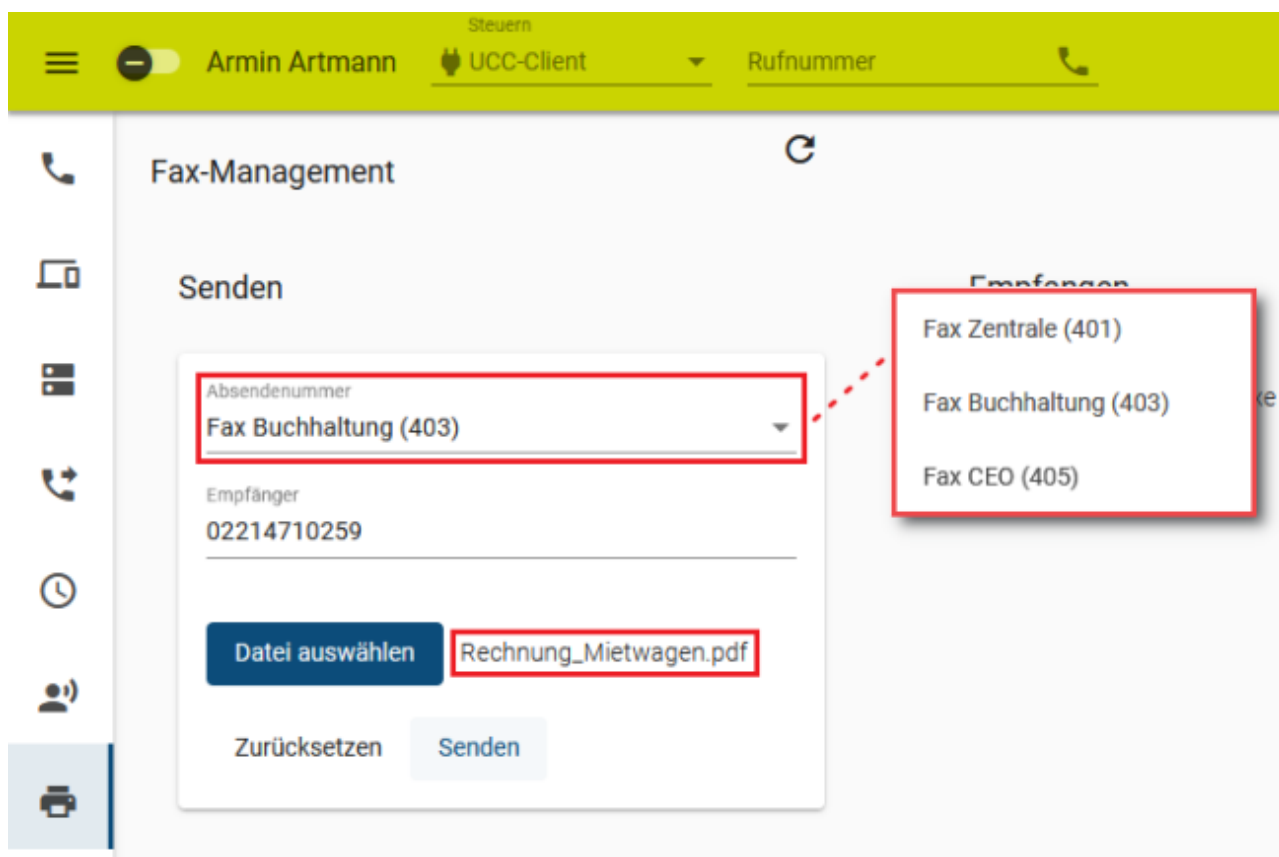 Steuern
Armin Artmann UCC-Client Rufnummer
Fax-Management
Senden
Empfangen
Fax Zentrale (401)
Fax Buchhaltung (403)
Fax CEO (405)
Absendenummer
Fax Buchhaltung (403)
Empfänger
02214710259
Datei auswählen Rechnung_Mietwagen.pdf
Zurücksetzen Senden